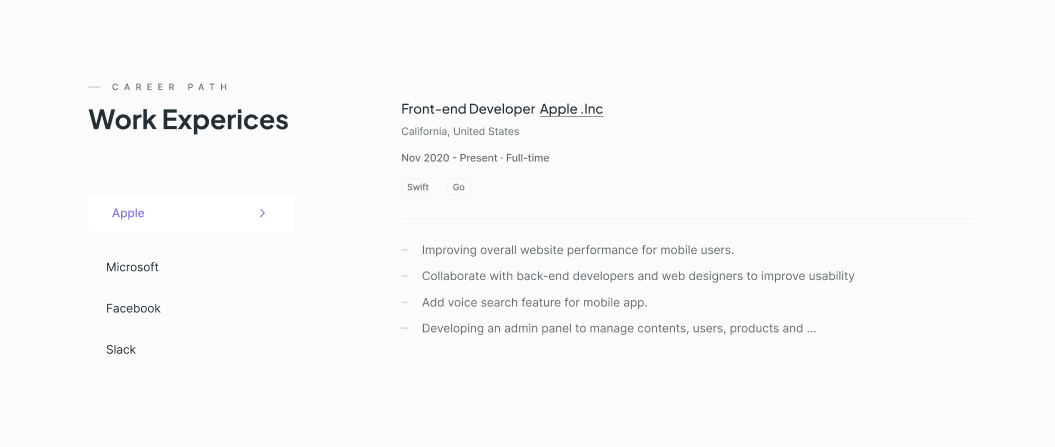 CAREER PATH
Work Experices
Apple
Microsoft
Facebook
Slack
Front-end Developer Apple .Inc
California, United States
Nov 2020 - Present · Full-time
Swift Go
— Improving overall website performance for mobile users.
— Collaborate with back-end developers and web designers to improve usability
— Add voice search feature for mobile app.
— Developing an admin panel to manage contents, users, products and ...